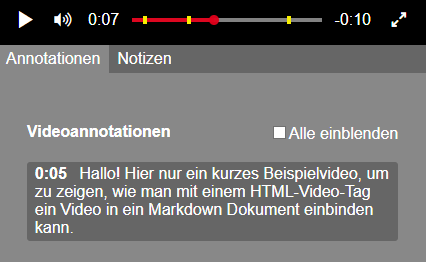 0:07 -0:10
Annotationen Notizen
Videoannotationen Alle einblenden
0:05 Hallo! Hier nur ein kurzes Beispielvideo, um
zu zeigen, wie man mit einem HTML-Video-Tag
ein Video in ein Markdown Dokument einbinden
kann.